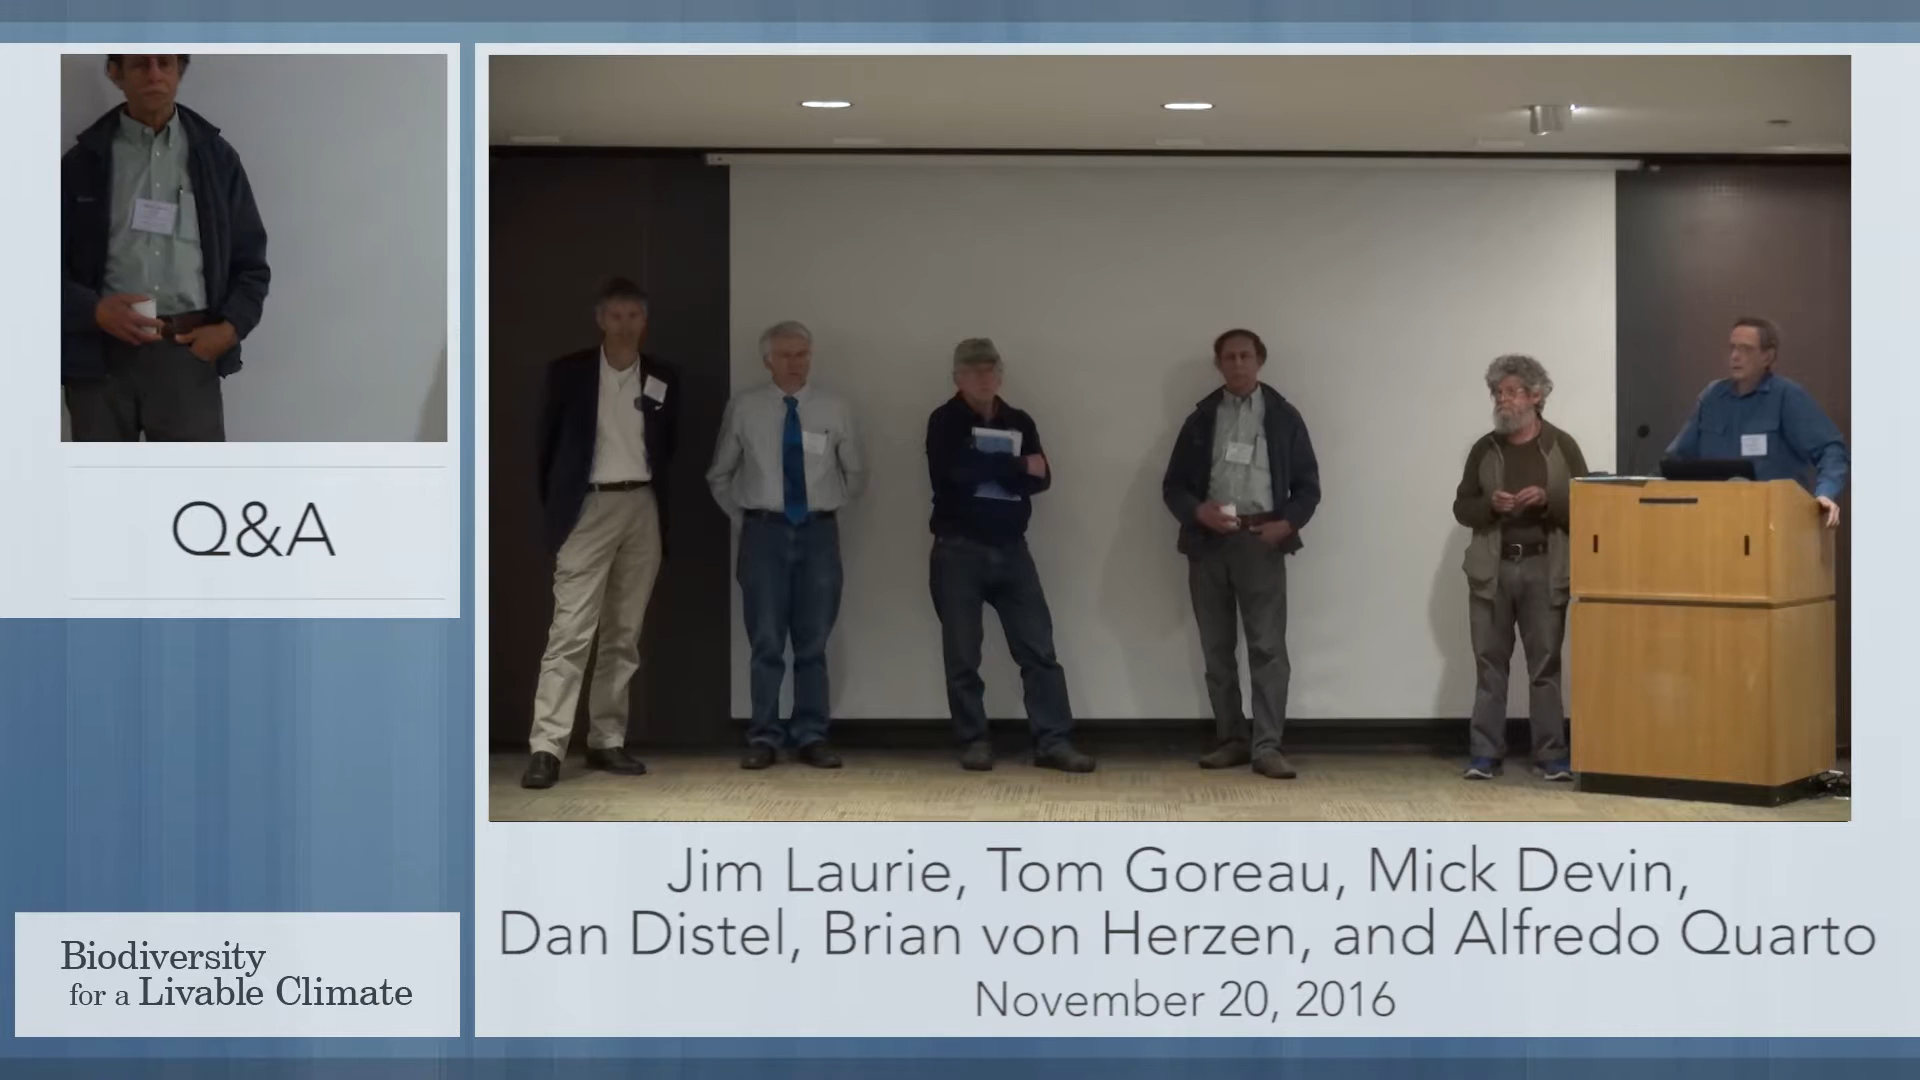 Q&A
Jim Laurie, Tom Goreau, Mick Devin,
Dan Distel, Brian von Herzen, and Alfredo Quarto
November 20, 2016
Biodiversity
for a Livable Climate